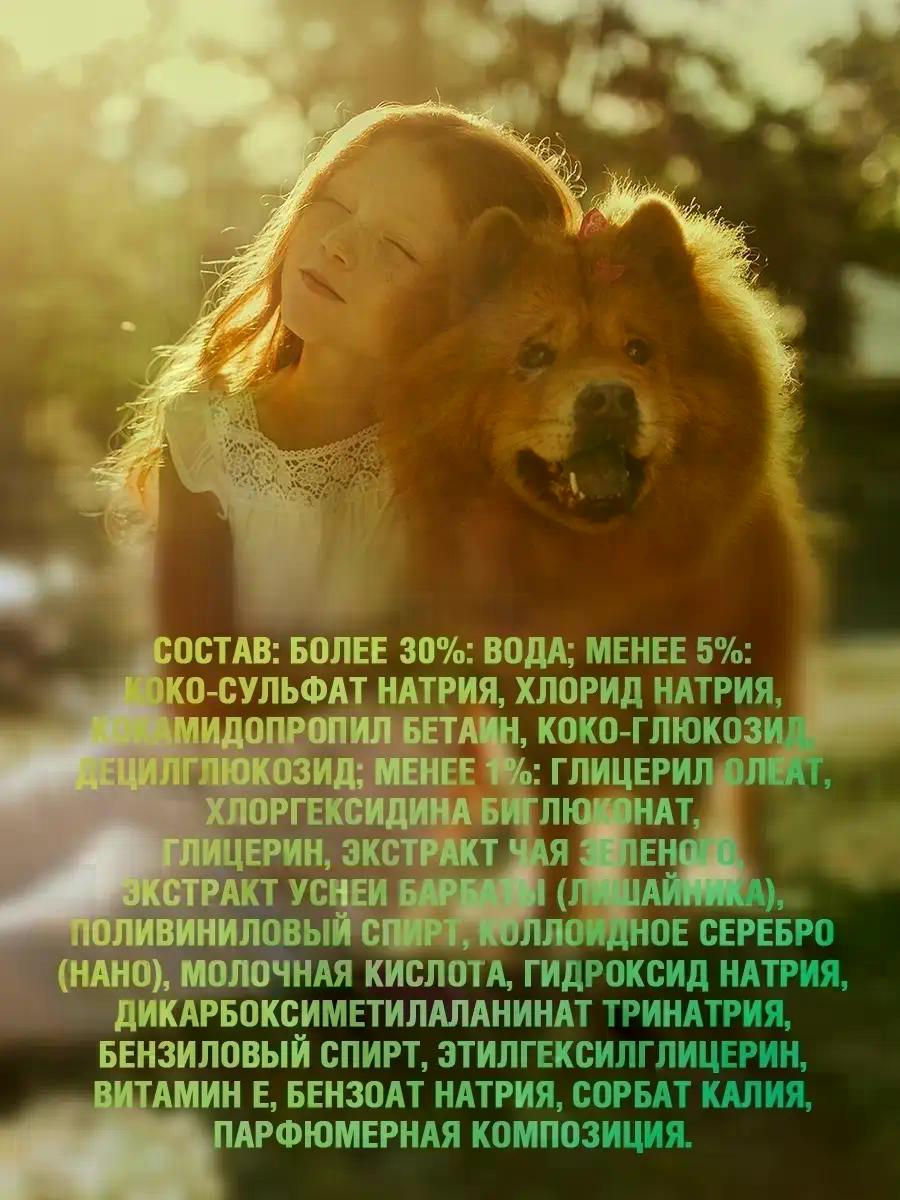 СОСТАВ: БОЛЕЕ 30%: ВОДА; МЕНЕЕ 5%:
КОКО-СУЛЬФАТ НАТРИЯ, ХЛОРИД НАТРИЯ,
КОКАМИДОПРОПИЛ БЕТАИН, КОКО-ГЛЮКОЗИД,
ДЕЦИЛГЛЮКОЗИД; МЕНЕЕ 1%: ГЛИЦЕРИЛ ОЛЕАТ,
ХЛОРГЕКСИДИНА БИГЛЮКОНАТ,
ГЛИЦЕРИН, ЭКСТРАКТ ЧАЯ ЗЕЛЕНОГО,
ЭКСТРАКТ УСНЕИ БАРБАТЫ (ЛИШАЙНИКА),
ПОЛИВИНИЛОВЫЙ СПИРТ, КОЛЛОИДНОЕ СЕРЕБРО
(НАНО), МОЛОЧНАЯ КИСЛОТА, ГИДРОКСИД НАТРИЯ,
ДИКАРБОКСИМЕТИЛАЛАНИНАТ ТРИНАТРИЯ,
БЕНЗИЛОВЫЙ СПИРТ, ЭТИЛГЕКСИЛГЛИЦЕРИН,
ВИТАМИН Е, БЕНЗОАТ НАТРИЯ, СОРБАТ КАЛИЯ,
ПАРФЮМЕРНАЯ КОМПОЗИЦИЯ.